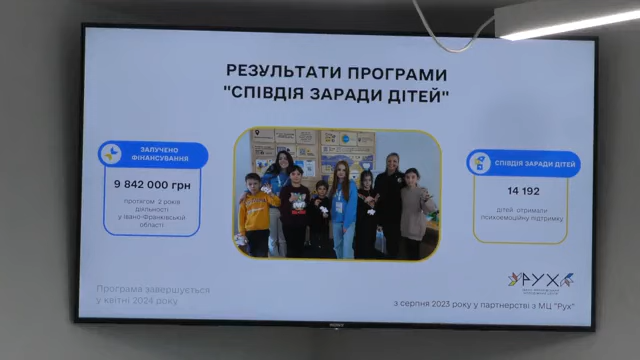 РЕЗУЛЬТАТИ ПРОГРАМИ
"СПІВДІЯ ЗАРАДИ ДІТЕЙ"
ЗАЛУЧЕНО
ФІНАНСУВАННЯ
9 842 000 грн
протягом 2 років
діяльності
у Івано-Франківській
області
СПІВДІЯ ЗАРАДИ ДІТЕЙ
14 192
дітей отримали
психоемоційну підтримку
Програма завершується
у квітні 2024 року
РУХ
з серпня 2023 року у партнерстві з МЦ "Рух"